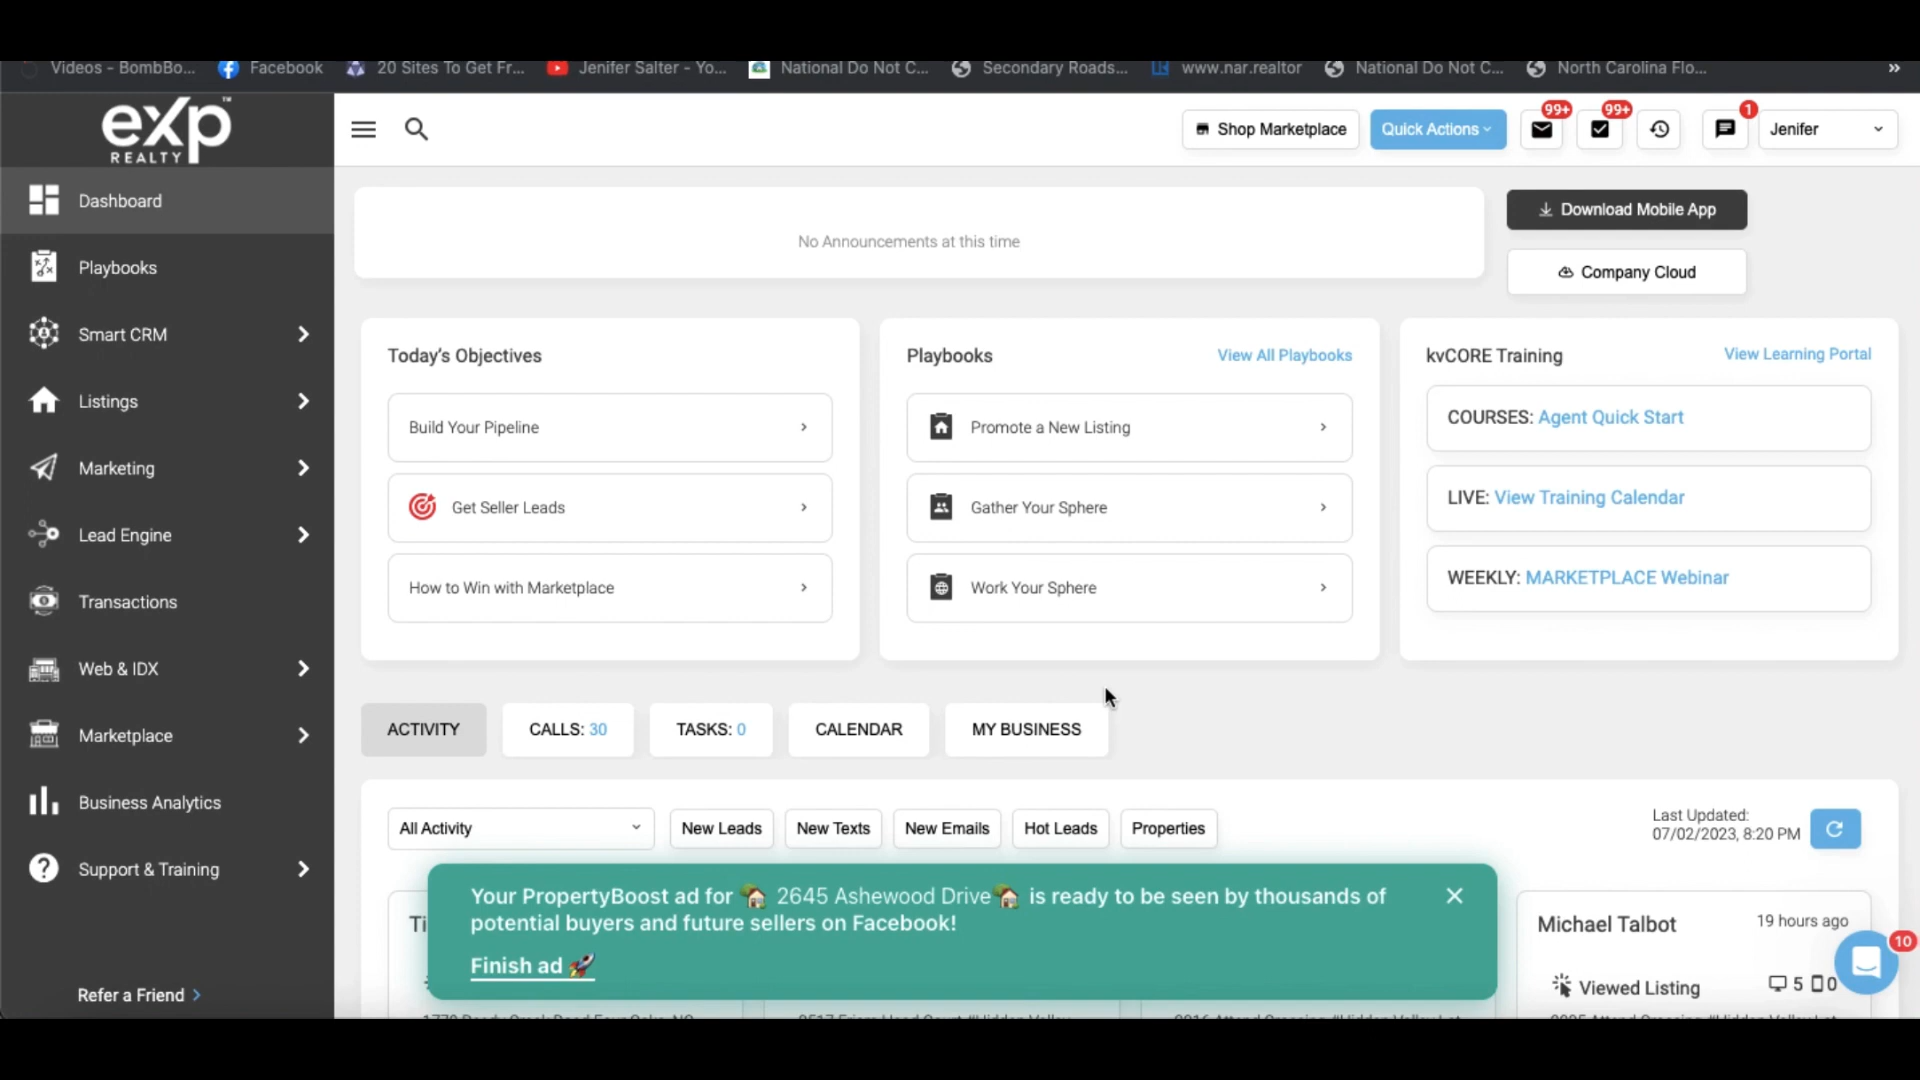 Videos - BombBo...
Facebook
20 Sites To Get Fr...
Jenifer Salter - Yo...
National Do Not C...
Secondary Roads...
www.nar.realtor
National Do Not C...
North Carolina Flo...
»
eXp™
REALTY
Shop Marketplace
Quick Actions
99+
99+
1
Jenifer
Dashboard
Playbooks
Smart CRM
Listings
Marketing
Lead Engine
Transactions
Web & IDX
Marketplace
Business Analytics
Support & Training
Refer a Friend
No Announcements at this time
Download Mobile App
Company Cloud
Today's Objectives
Build Your Pipeline
Get Seller Leads
How to Win with Marketplace
Playbooks
View All Playbooks
Promote a New Listing
Gather Your Sphere
Work Your Sphere
kvCORE Training
View Learning Portal
COURSES: Agent Quick Start
LIVE: View Training Calendar
WEEKLY: MARKETPLACE Webinar
ACTIVITY
CALLS: 30
TASKS: 0
CALENDAR
MY BUSINESS
All Activity
New Leads
New Texts
New Emails
Hot Leads
Properties
Last Updated:
07/02/2023, 8:20 PM
Your PropertyBoost ad for 🏡 2645 Ashewood Drive🏡 is ready to be seen by thousands of
potential buyers and future sellers on Facebook!
Finish ad 🚀
Ti
Michael Talbot
19 hours ago
Viewed Listing
5
0
10